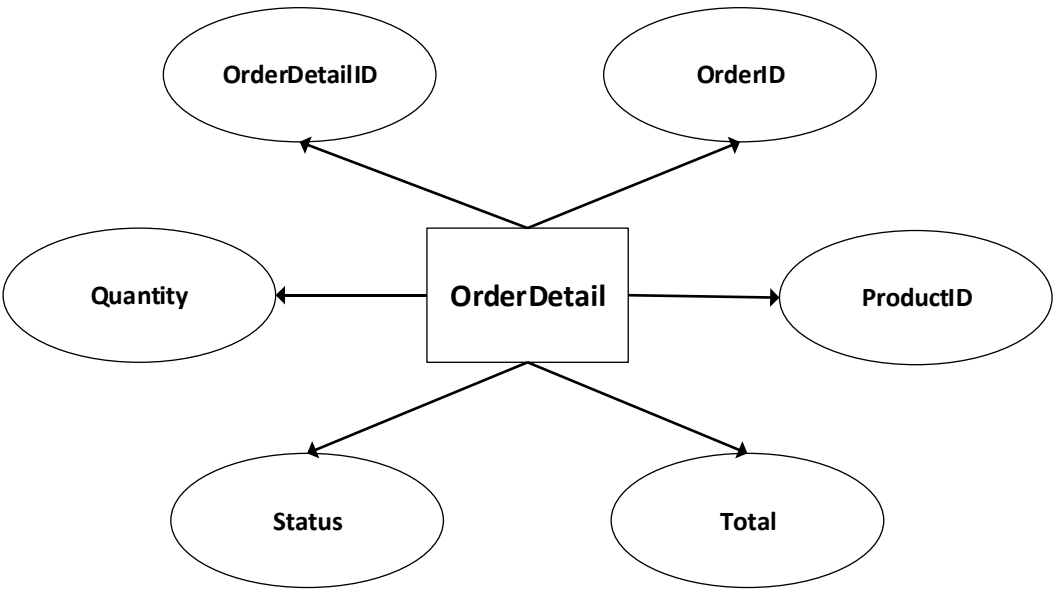 OrderDetailID
OrderID
Quantity
OrderDetail
ProductID
Status
Total